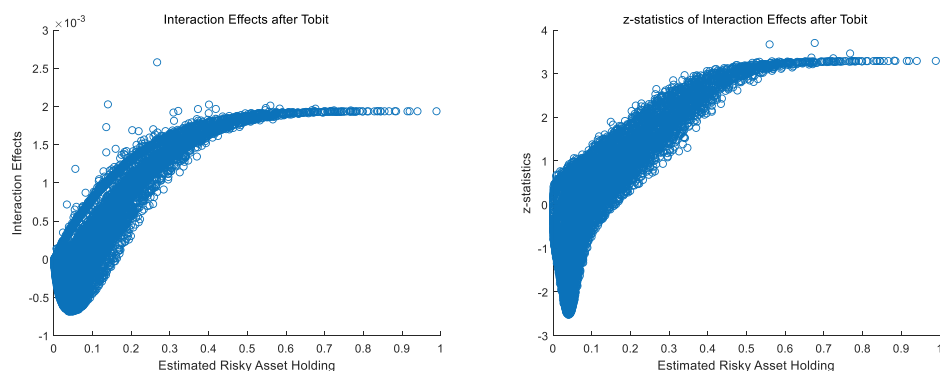 Interaction Effects after Tobit
×10⁻³
3
2.5
2
1.5
1
0.5
0
-0.5
-1
Interaction Effects
0 0.1 0.2 0.3 0.4 0.5 0.6 0.7 0.8 0.9 1
Estimated Risky Asset Holding
z-statistics of Interaction Effects after Tobit
4
3
2
1
0
-1
-2
-3
z-statistics
0 0.1 0.2 0.3 0.4 0.5 0.6 0.7 0.8 0.9 1
Estimated Risky Asset Holding